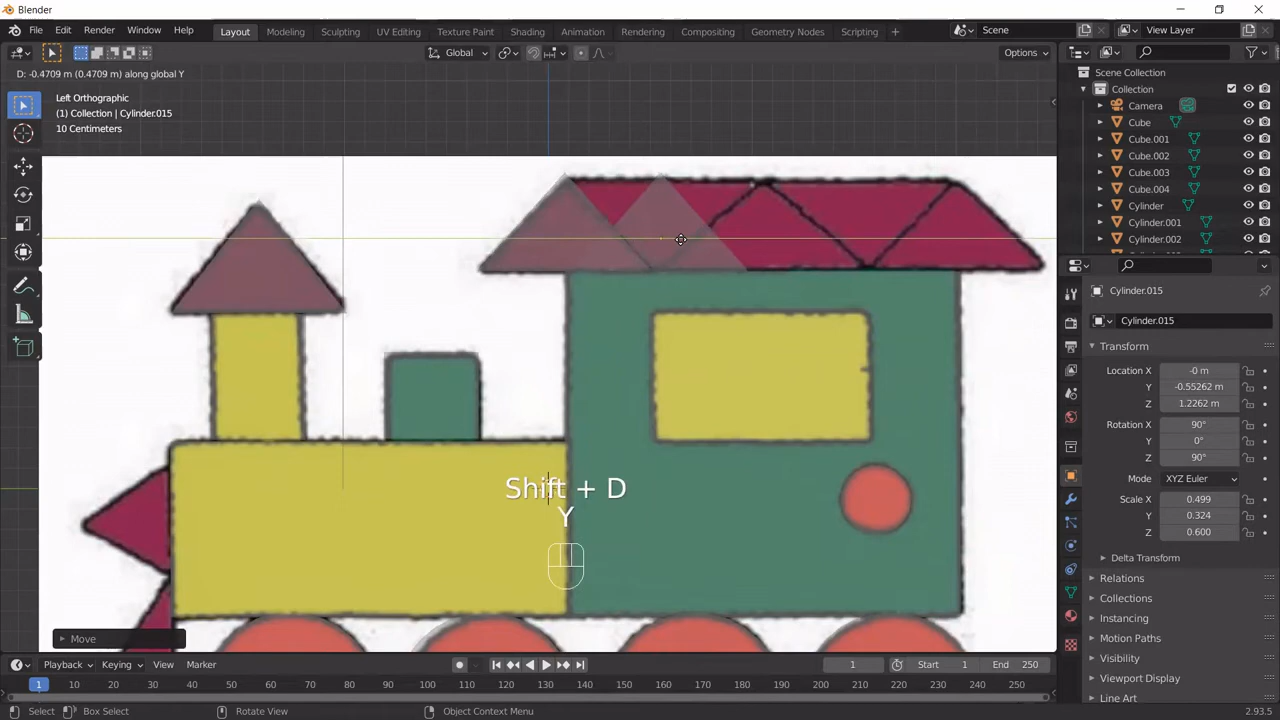 Blender
File Edit Render Window Help Layout Modeling Sculpting UV Editing Texture Paint Shading Animation Rendering Compositing Geometry Nodes Scripting + Scene View Layer
Global Options
D: -0.4709 m (0.4709 m) along global Y
Left Orthographic
(1) Collection | Cylinder.015
10 Centimeters
Shift + D
Y
Move
Scene Collection
Collection
Camera
Cube
Cube.001
Cube.002
Cube.003
Cube.004
Cylinder
Cylinder.001
Cylinder.002
Cylinder.015
Cylinder.015
Transform
Location X -0 m
Y -0.55262 m
Z 1.2262 m
Rotation X 90°
Y 0°
Z 90°
Mode XYZ Euler
Scale X 0.499
Y 0.324
Z 0.600
Delta Transform
Relations
Collections
Instancing
Motion Paths
Visibility
Viewport Display
Line Art
Playback Keying View Marker 1 Start 1 End 250
1 10 20 30 40 50 60 70 80 90 100 110 120 130 140 150 160 170 180 190 200 210 220 230 240 250
Select Box Select Rotate View Object Context Menu 2.93.5